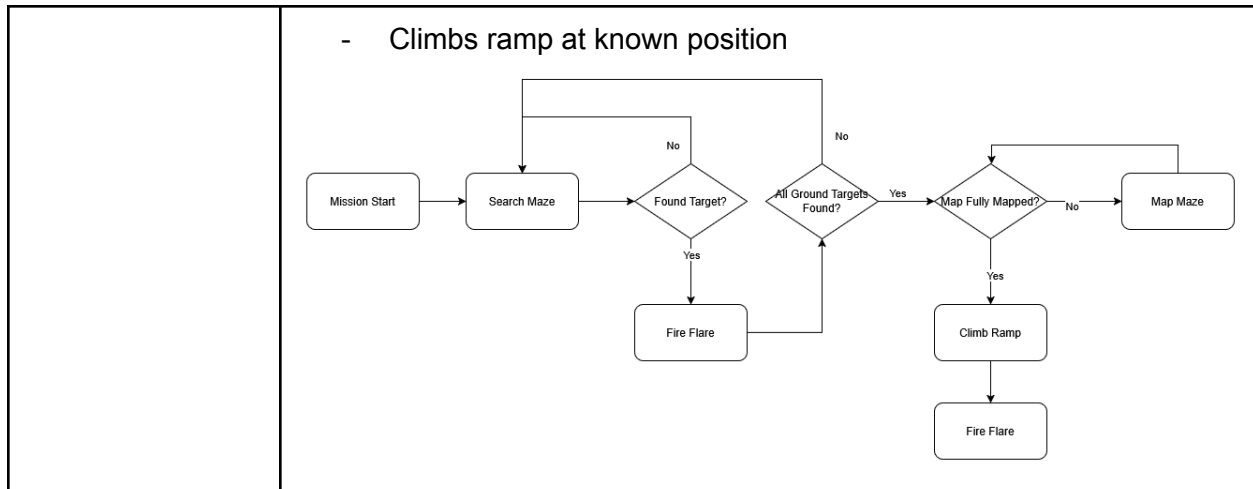 - Climbs ramp at known position
No
No
Mission Start
Search Maze
Found Target?
All Ground Targets
Found?
Yes
Map Fully Mapped?
No
Map Maze
Yes
Yes
Fire Flare
Climb Ramp
Fire Flare